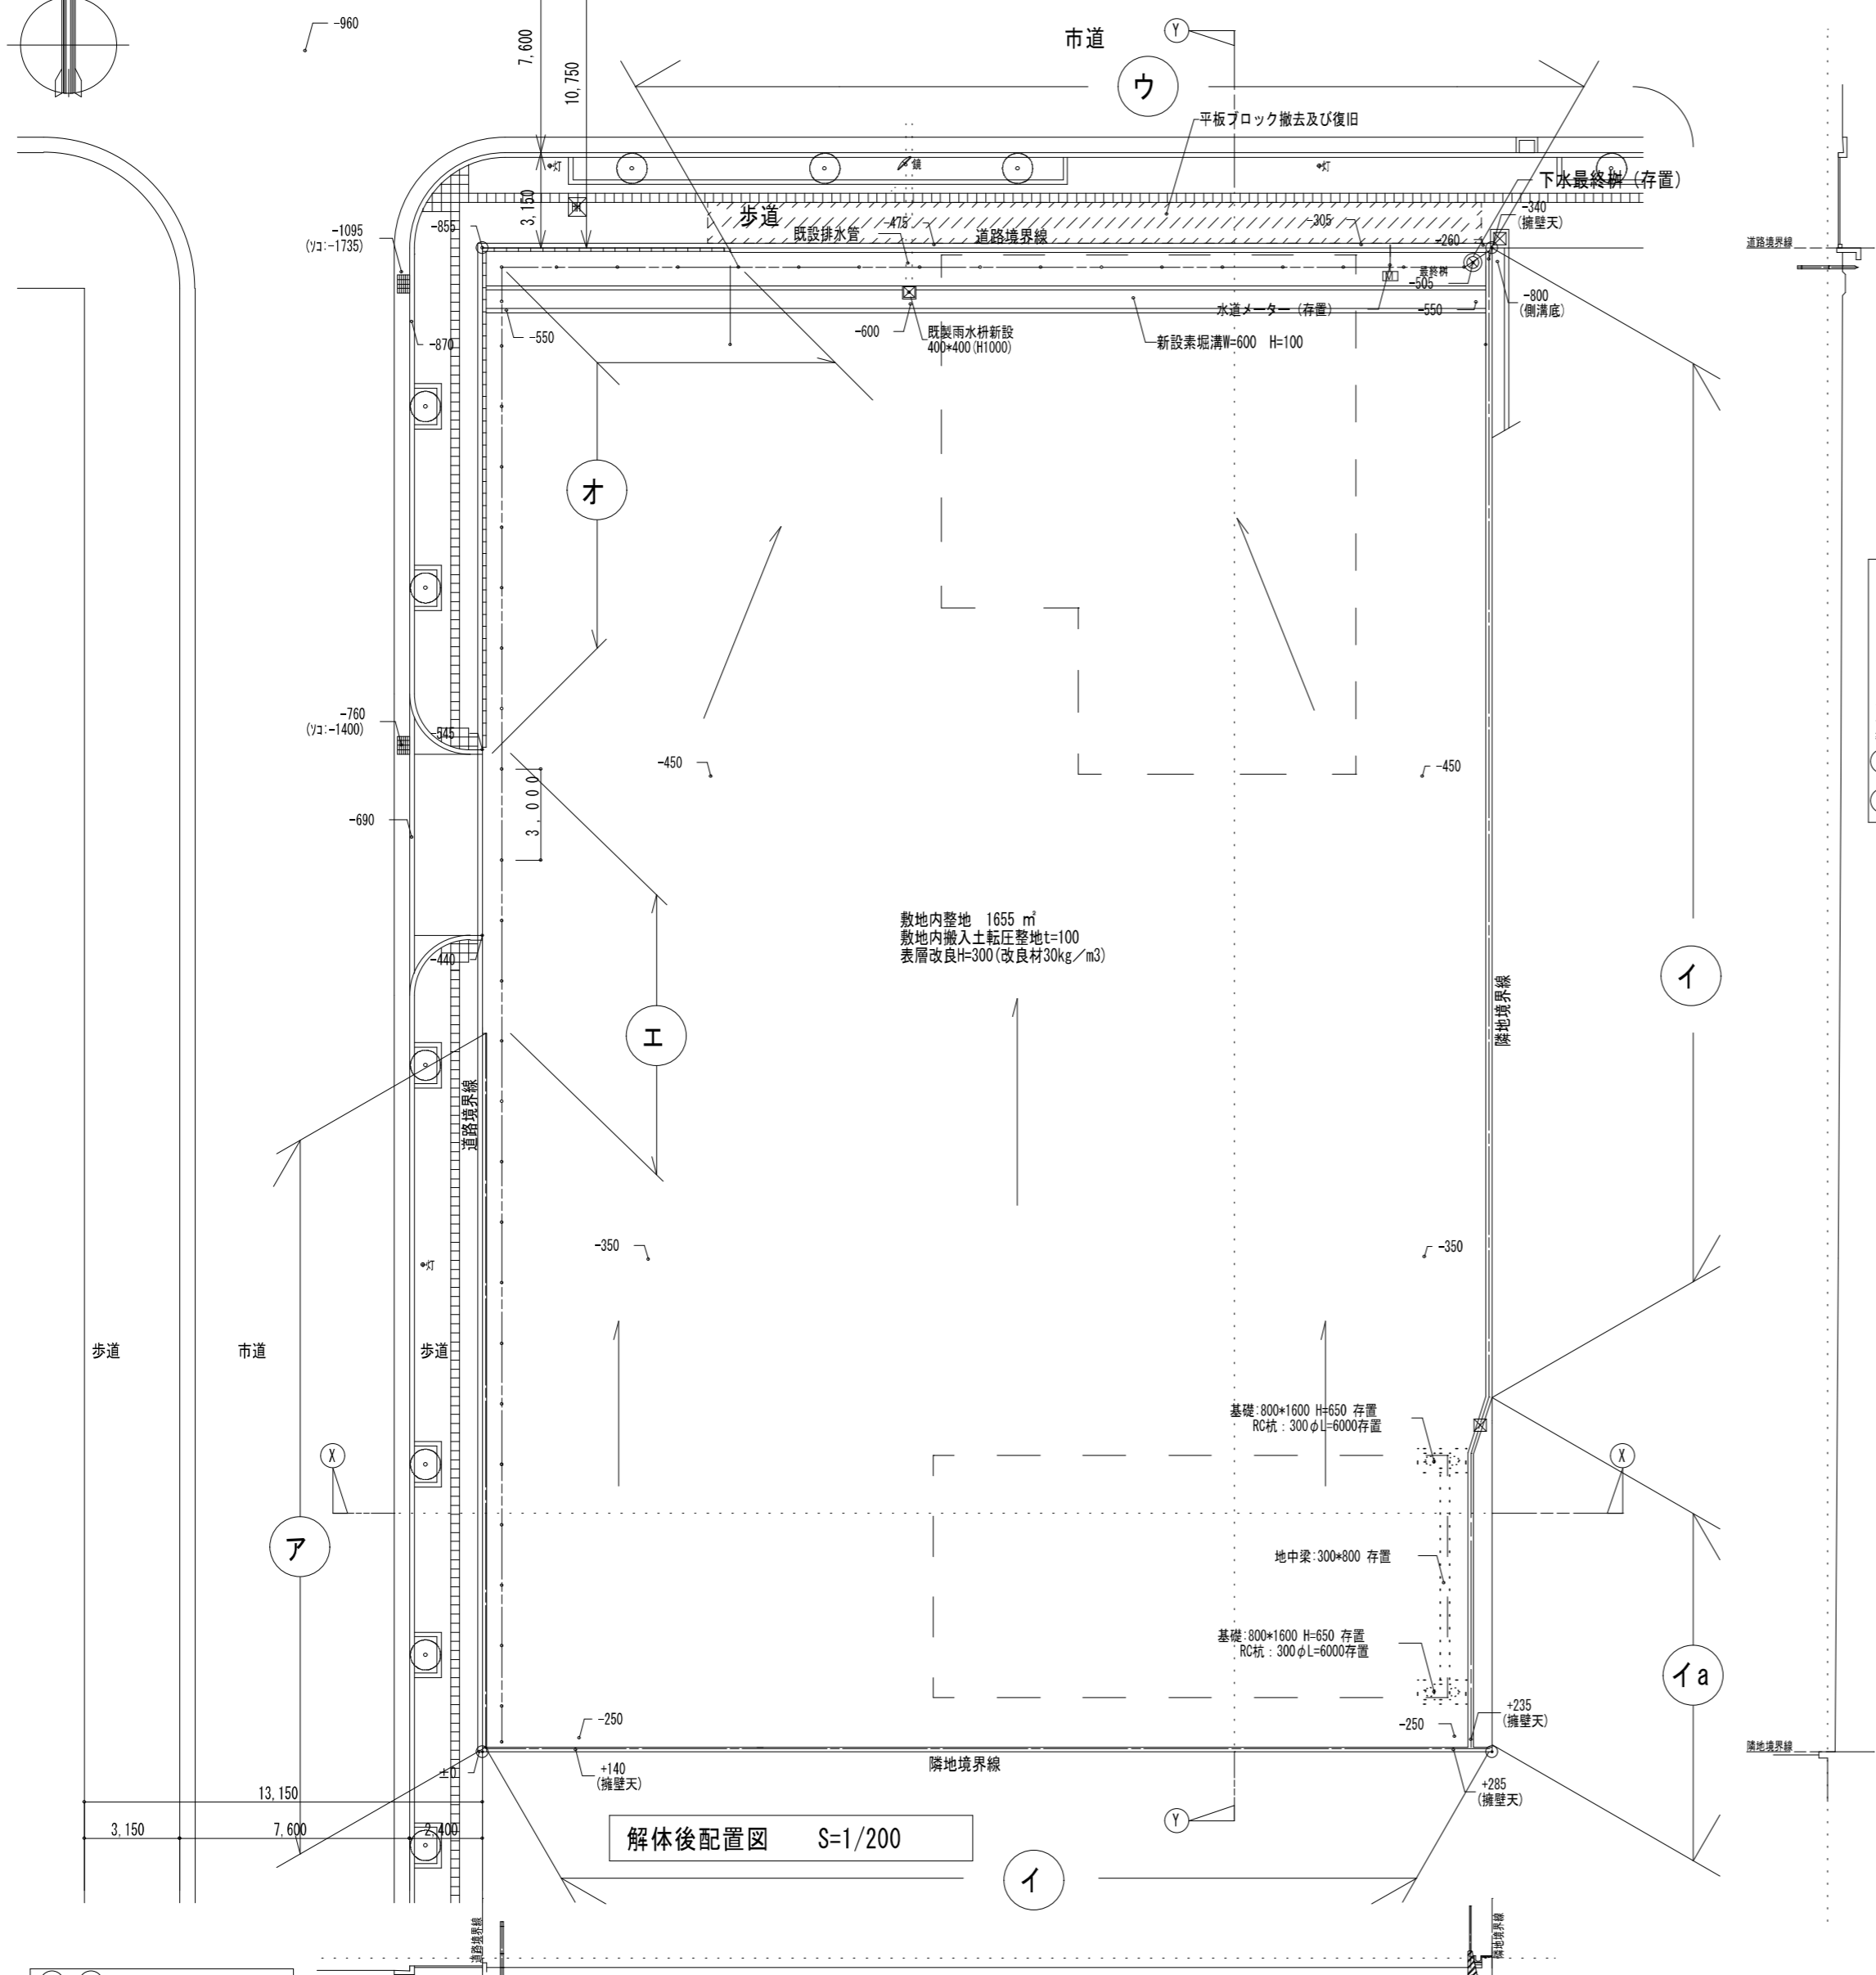 -960
7,600
10,750
市道
Y
ウ
平板ブロック撤去及び復旧
灯
鏡
灯
下水最終桝(存置)
3,150
歩道
-340
(擁壁天)
-1095
(ソコ:-1735)
-855
既設排水管
-475
道路境界線
-305
-260
道路境界線
最終桝
-505
-800
(側溝底)
M
-870
-550
-600
既製雨水枡新設
400*400(H1000)
水道メーター(存置)
-550
新設素堀溝W=600 H=100
オ
-760
(ソコ:-1400)
-545
-450
-450
3,000
-690
敷地内整地 1655 ㎡
敷地内搬入土転圧整地t=100
表層改良H=300(改良材30kg/m3)
-440
イ
隣地境界線
エ
道路境界線
-350
-350
灯
歩道
市道
歩道
基礎:800*1600 H=650 存置
RC杭:300φL=6000存置
X
X
ア
地中梁:300*800 存置
基礎:800*1600 H=650 存置
RC杭:300φL=6000存置
イa
-250
-250
+235
(擁壁天)
隣地境界線
±0
+140
(擁壁天)
隣地境界線
+285
(擁壁天)
13,150
3,150
7,600
2,400
解体後配置図 S=1/200
Y
イ
道路境界線
隣地境界線